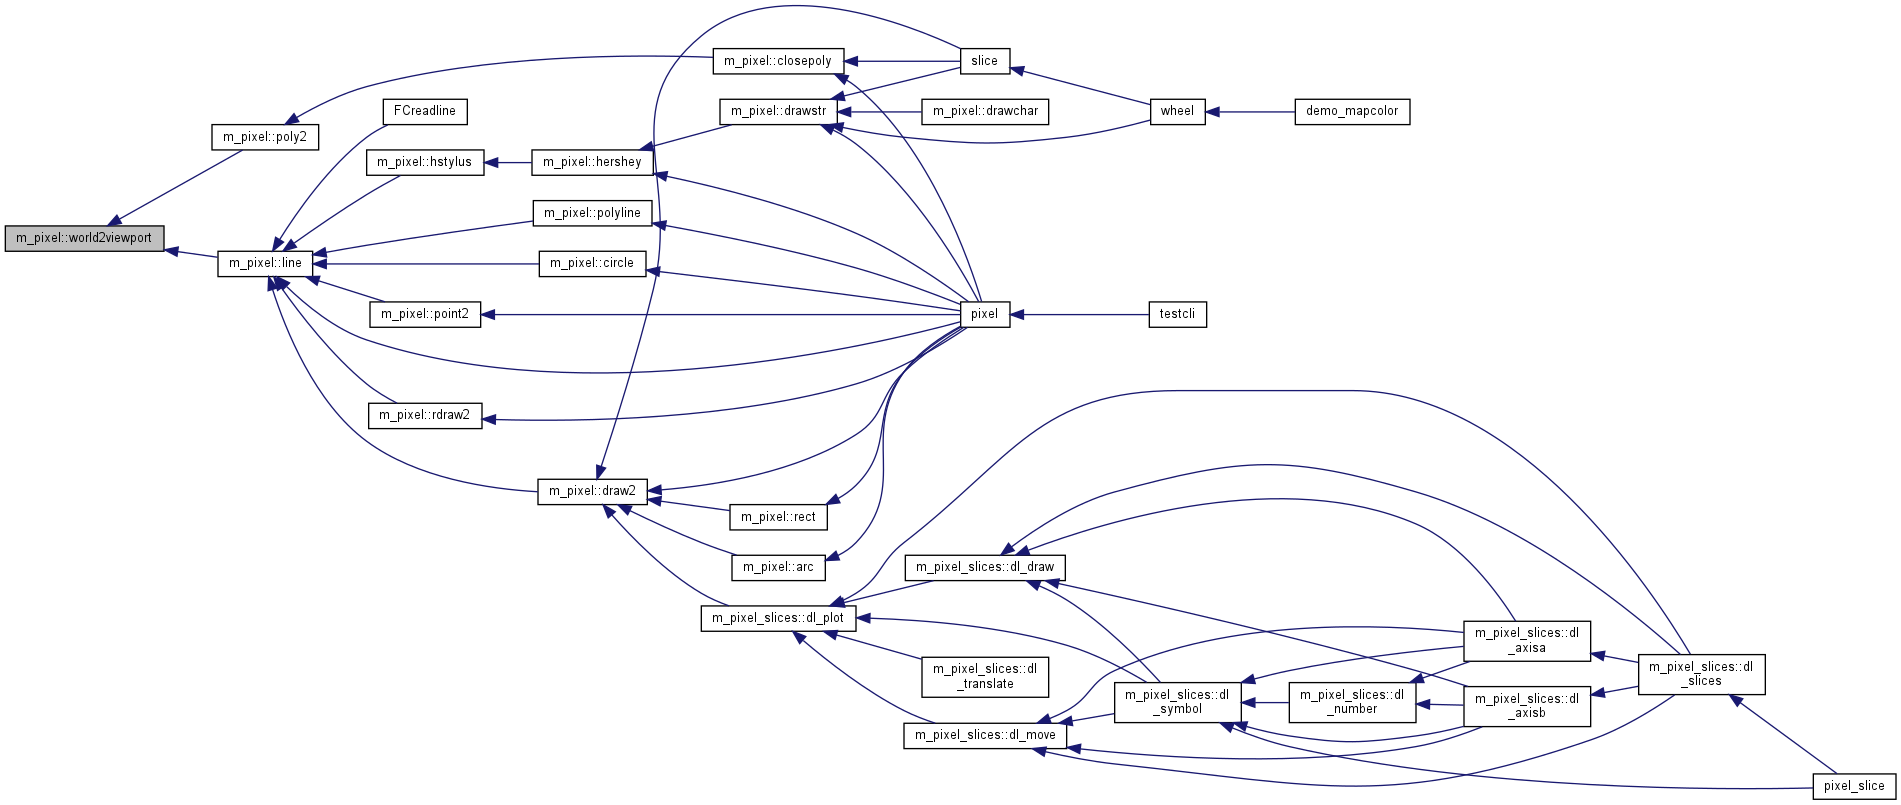 m_pixel::world2viewport
m_pixel::poly2
m_pixel::line
FCreadline
m_pixel::hstylus
m_pixel::point2
m_pixel::rdraw2
m_pixel::hershey
m_pixel::polyline
m_pixel::circle
m_pixel::draw2
m_pixel::closepoly
m_pixel::drawstr
m_pixel::rect
m_pixel::arc
m_pixel_slices::dl_plot
slice
m_pixel::drawchar
pixel
m_pixel_slices::dl_draw
m_pixel_slices::dl
_translate
m_pixel_slices::dl_move
wheel
testcli
m_pixel_slices::dl
_symbol
demo_mapcolor
m_pixel_slices::dl
_number
m_pixel_slices::dl
_axisa
m_pixel_slices::dl
_axisb
m_pixel_slices::dl
_slices
pixel_slice